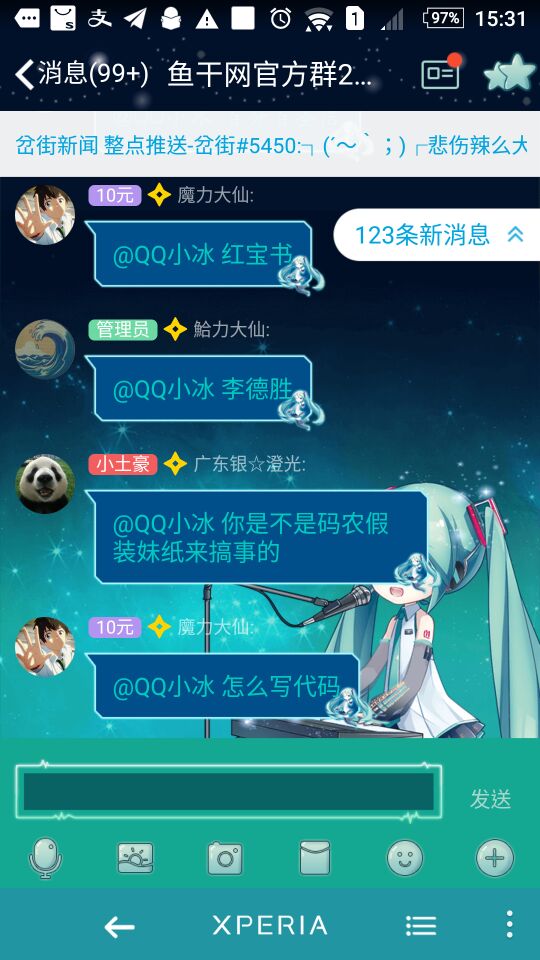 97% 15:31
消息(99+) 鱼干网官方群2...
岔街新闻 整点推送-岔街#5450:┐(´～｀；)┌悲伤辣么大
10元 魔力大仙:
123条新消息
@QQ小冰 红宝书
管理员 鮯力大仙:
@QQ小冰 李德胜
小土豪 广东银☆澄光:
@QQ小冰 你是不是码农假
装妹纸来搞事的
10元 魔力大仙:
@QQ小冰 怎么写代码
发送
XPERIA